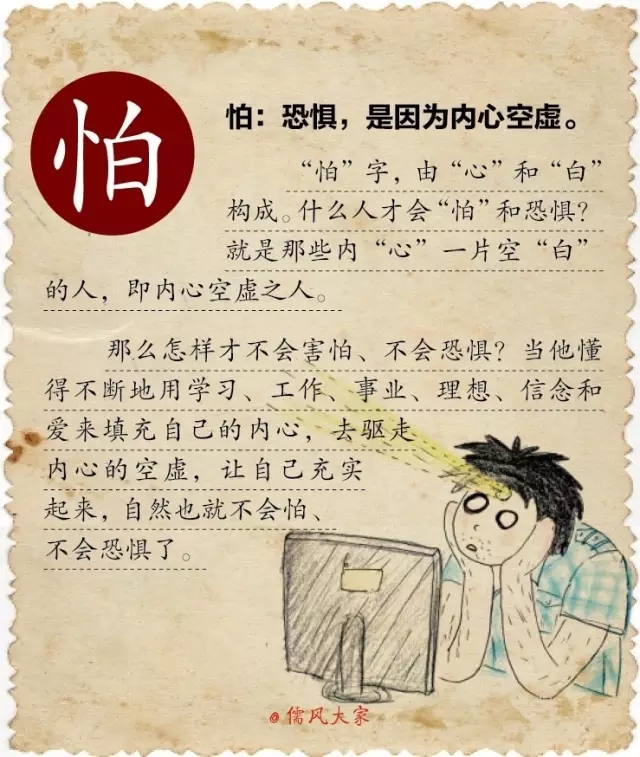 怕
怕：恐惧，是因为内心空虚。
“怕”字，由“心”和“白”
构成。什么人才会“怕”和恐惧？
就是那些内“心”一片空“白”
的人，即内心空虚之人。
那么怎样才不会害怕、不会恐惧？当他懂
得不断地用学习、工作、事业、理想、信念和
爱来填充自己的内心，去驱走
内心的空虚，让自己充实
起来，自然也就不会怕、
不会恐惧了。
@儒风大家